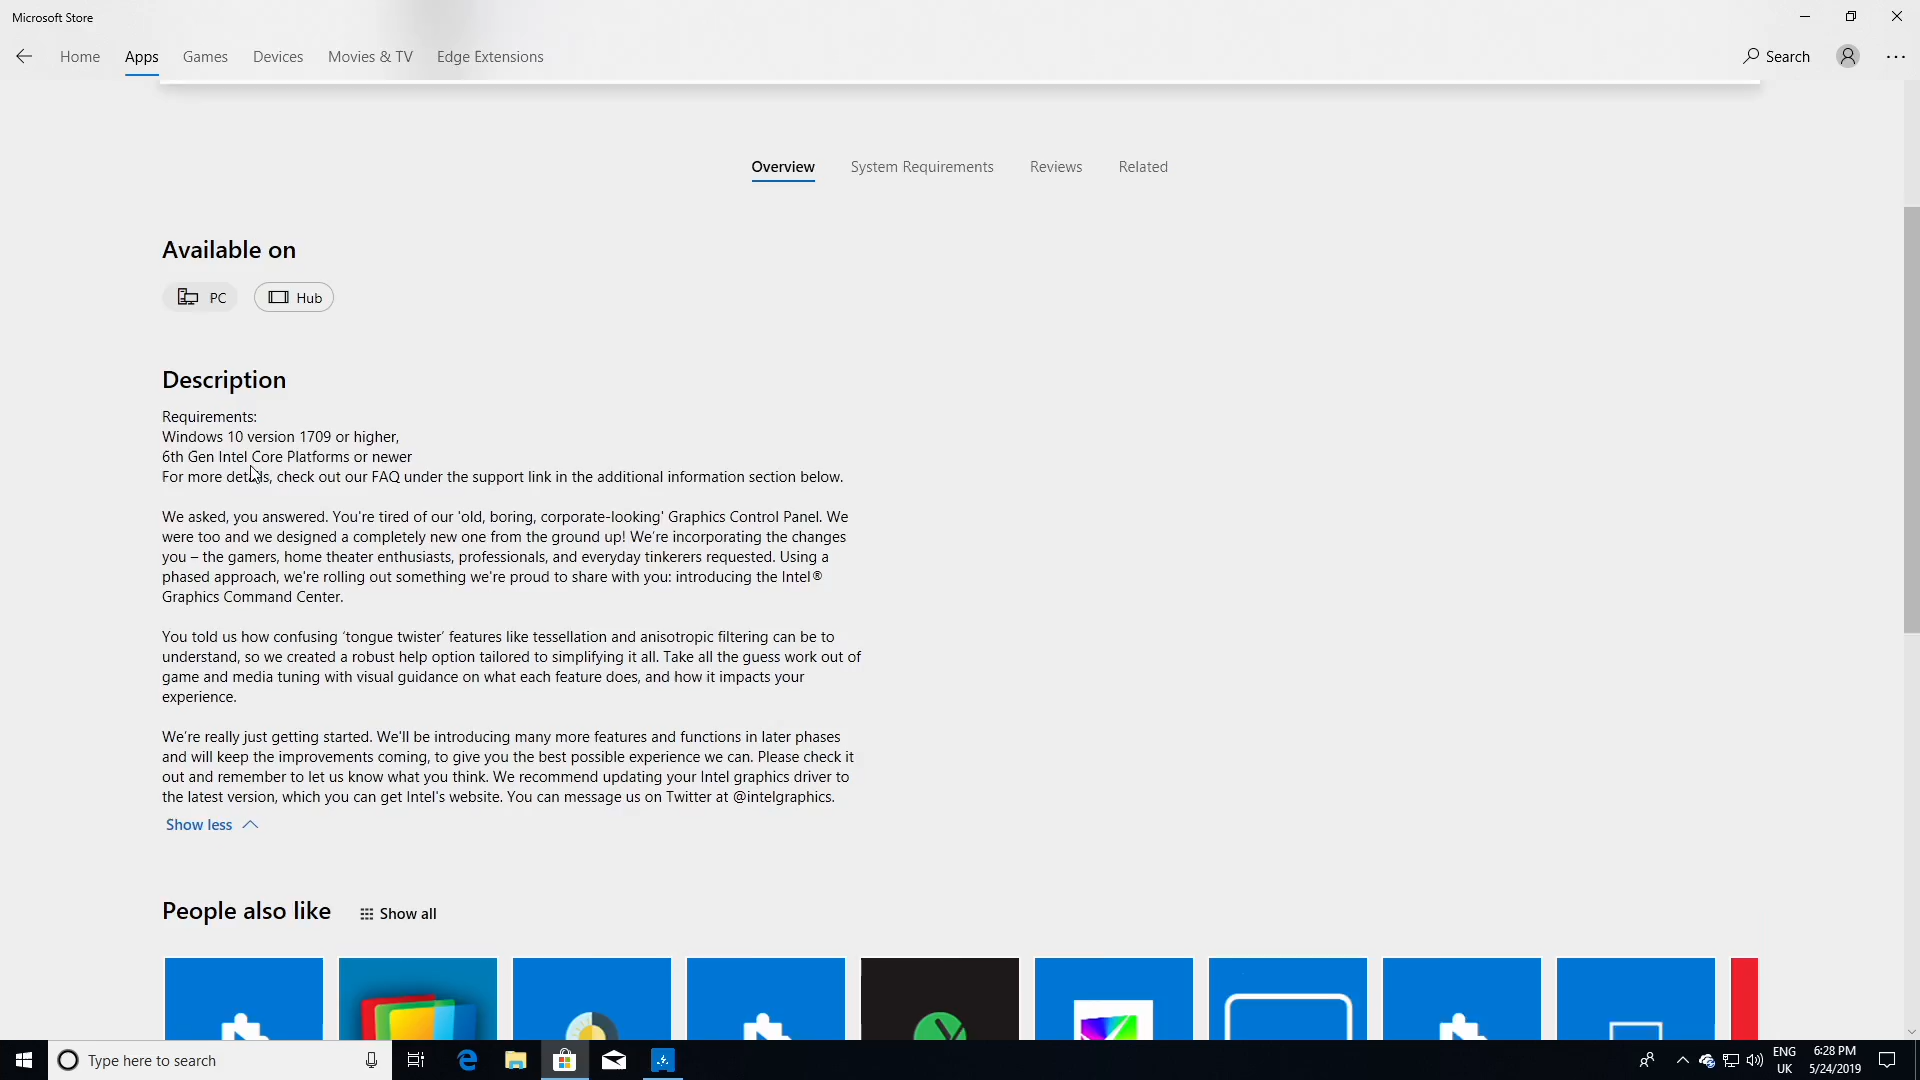 Microsoft Store
Home Apps Games Devices Movies & TV Edge Extensions Search
Overview System Requirements Reviews Related
Available on
PC Hub
Description
Requirements:
Windows 10 version 1709 or higher,
6th Gen Intel Core Platforms or newer
For more details, check out our FAQ under the support link in the additional information section below.
We asked, you answered. You're tired of our 'old, boring, corporate-looking' Graphics Control Panel. We
were too and we designed a completely new one from the ground up! We're incorporating the changes
you – the gamers, home theater enthusiasts, professionals, and everyday tinkerers requested. Using a
phased approach, we're rolling out something we're proud to share with you: introducing the Intel®
Graphics Command Center.
You told us how confusing ‘tongue twister’ features like tessellation and anisotropic filtering can be to
understand, so we created a robust help option tailored to simplifying it all. Take all the guess work out of
game and media tuning with visual guidance on what each feature does, and how it impacts your
experience.
We’re really just getting started. We'll be introducing many more features and functions in later phases
and will keep the improvements coming, to give you the best possible experience we can. Please check it
out and remember to let us know what you think. We recommend updating your Intel graphics driver to
the latest version, which you can get Intel's website. You can message us on Twitter at @intelgraphics.
Show less
People also like Show all
Type here to search
ENG
UK
6:28 PM
5/24/2019